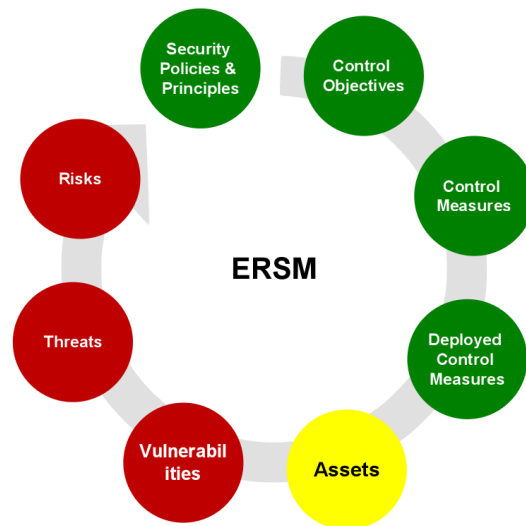 Security
Policies &
Principles
Control
Objectives
Control
Measures
Deployed
Control
Measures
Assets
Vulnerabil
ities
Threats
Risks
ERSM